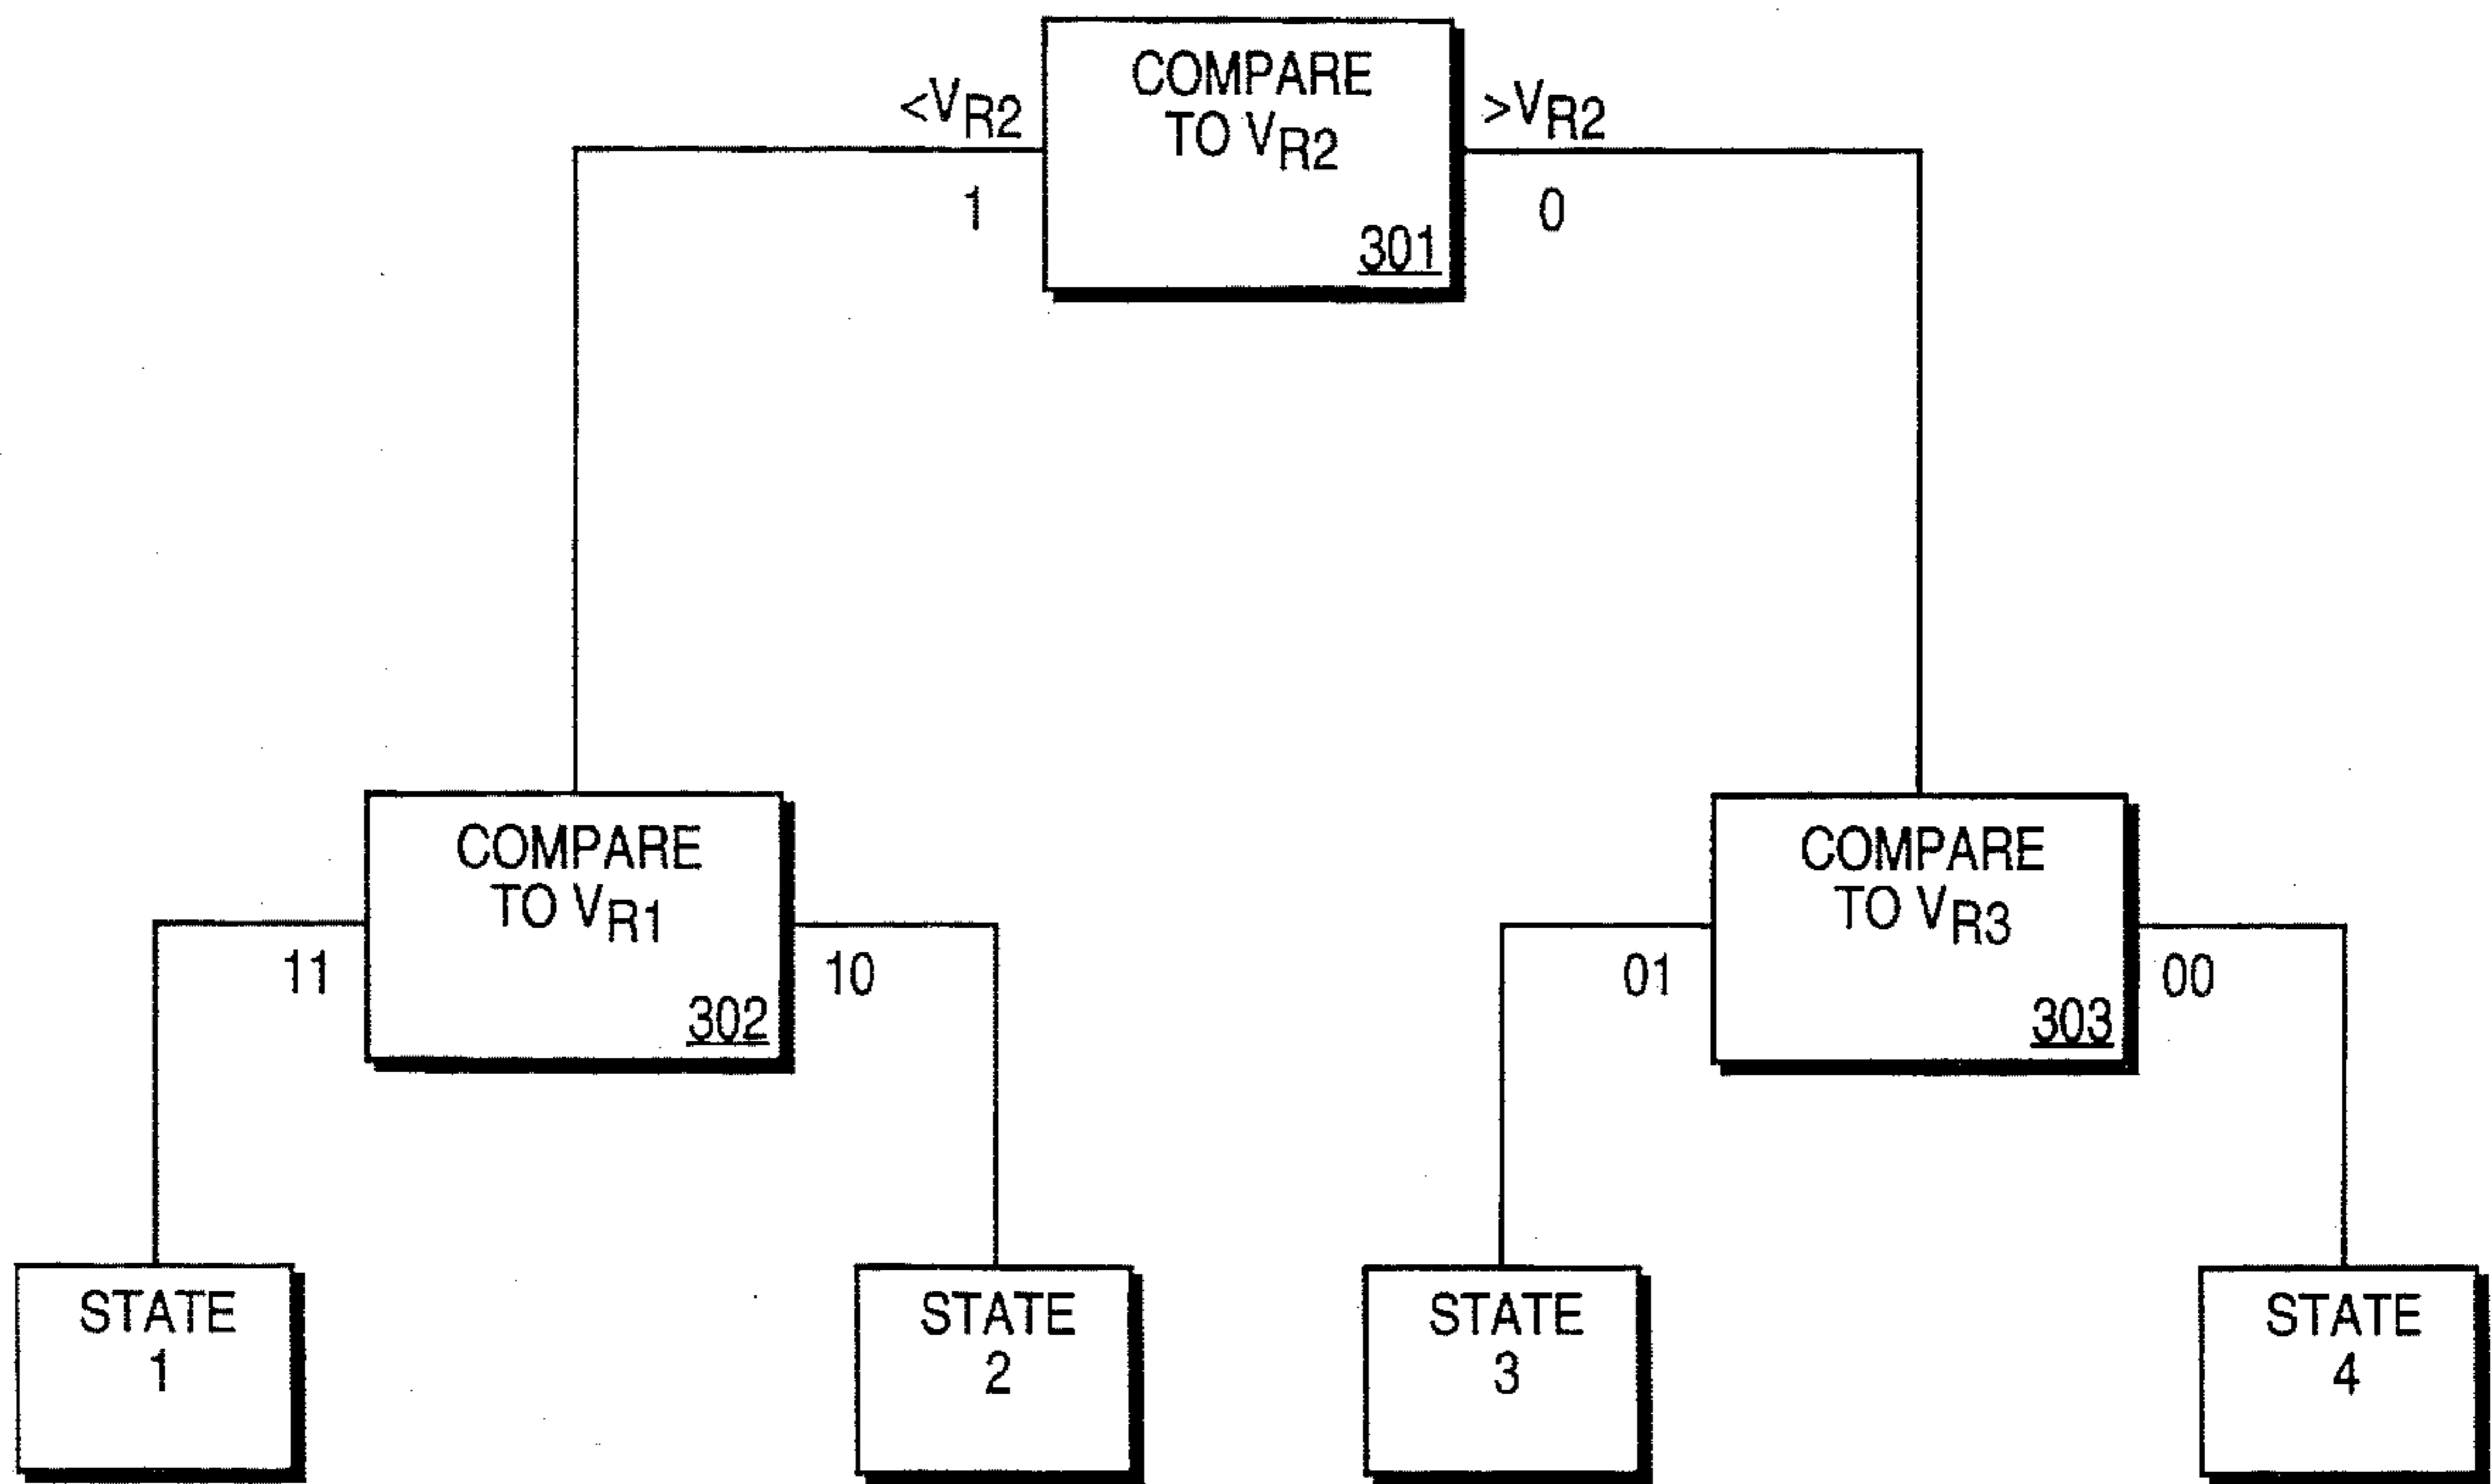 COMPARE
TO VR2
<VR2
>VR2
1
0
301
COMPARE
TO VR1
11
10
302
COMPARE
TO VR3
01
00
303
STATE
1
STATE
2
STATE
3
STATE
4